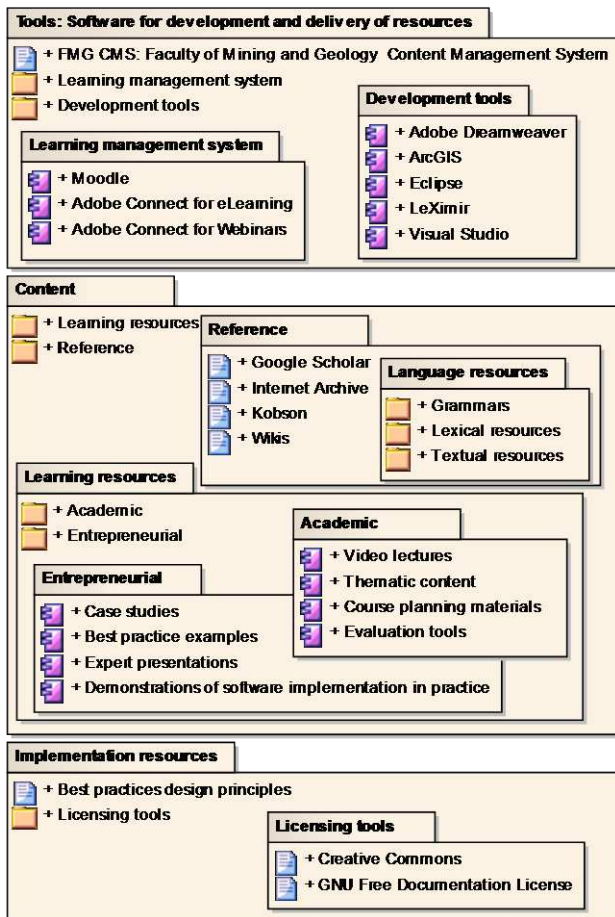 Tools: Software for development and delivery of resources
+ FMG CMS: Faculty of Mining and Geology Content Management System
+ Learning management system
+ Development tools
Learning management system
+ Moodle
+ Adobe Connect for eLearning
+ Adobe Connect for Webinars
Development tools
+ Adobe Dreamweaver
+ ArcGIS
+ Eclipse
+ LeXimir
+ Visual Studio
Content
+ Learning resources
+ Reference
Reference
+ Google Scholar
+ Internet Archive
+ Kobson
+ Wikis
Language resources
+ Grammars
+ Lexical resources
+ Textual resources
Learning resources
+ Academic
+ Entrepreneurial
Academic
+ Video lectures
+ Thematic content
+ Course planning materials
+ Evaluation tools
Entrepreneurial
+ Case studies
+ Best practice examples
+ Expert presentations
+ Demonstrations of software implementation in practice
Implementation resources
+ Best practices design principles
+ Licensing tools
Licensing tools
+ Creative Commons
+ GNU Free Documentation License